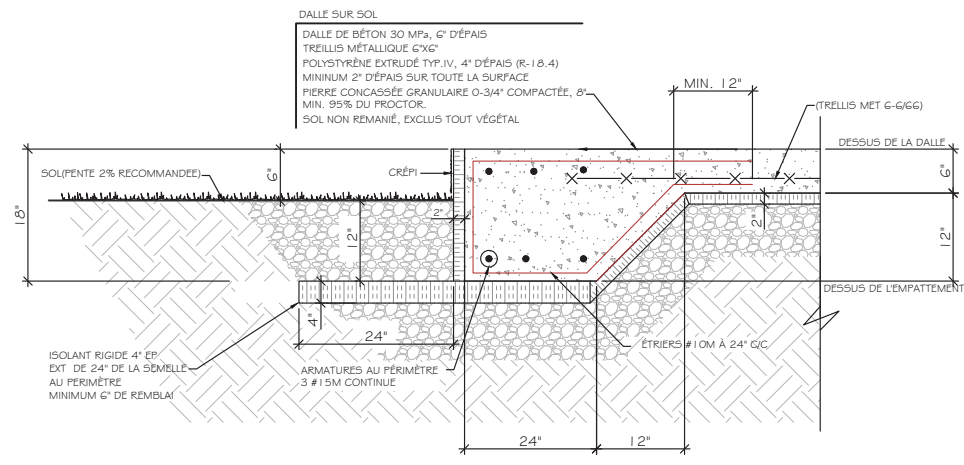 DALLE SUR SOL
DALLE DE BÉTON 30 MPa, 6" D'ÉPAIS
TREILLIS MÉTALLIQUE 6"X6"
POLYSTYRÈNE EXTRUDÉ TYP.IV, 4" D'ÉPAIS (R-18.4)
MININUM 2" D'ÉPAIS SUR TOUTE LA SURFACE
PIERRE CONCASSÉE GRANULAIRE 0-3/4" COMPACTÉE, 8"
MIN. 95% DU PROCTOR.
SOL NON REMANIÉ, EXCLUS TOUT VÉGÉTAL
MIN. 12"
(TRELLIS MET 6-6/66)
DESSUS DE LA DALLE
SOL(PENTE 2% RECOMMANDEE)
CRÉPI
6"
6"
18"
2"
12"
2"
12"
DESSUS DE L'EMPATTEMENT
4"
24"
ÉTRIERS #10M À 24" C/C
ISOLANT RIGIDE 4" EP
EXT DE 24" DE LA SEMELLE
AU PERIMÈTRE
MINIMUM 6" DE REMBLAI
ARMATURES AU PÉRIMÈTRE
3 #15M CONTINUE
24"
12"